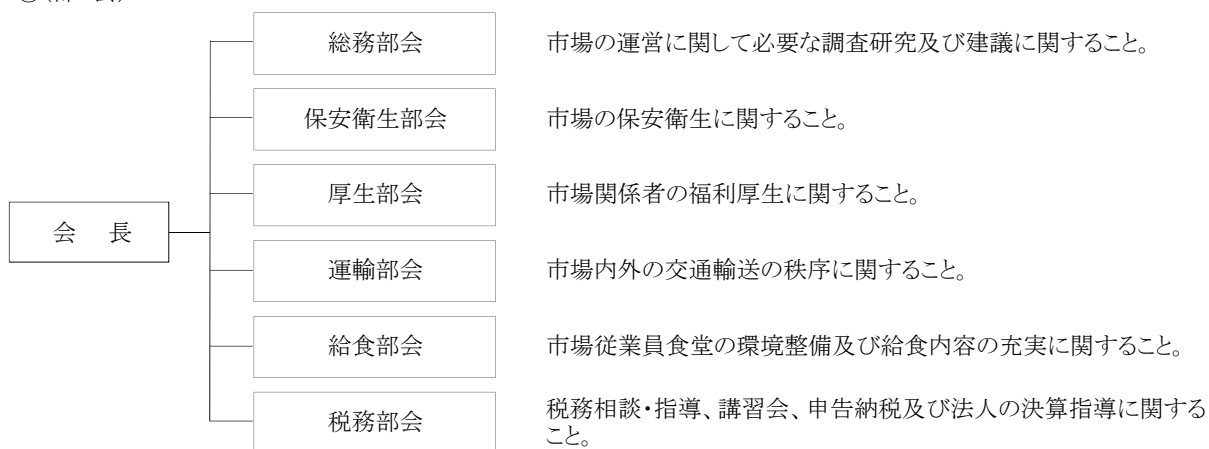 総務部会 市場の運営に関して必要な調査研究及び建議に関すること。
保安衛生部会 市場の保安衛生に関すること。
厚生部会 市場関係者の福利厚生に関すること。
会　長
運輸部会 市場内外の交通輸送の秩序に関すること。
給食部会 市場従業員食堂の環境整備及び給食内容の充実に関すること。
税務部会 税務相談・指導、講習会、申告納税及び法人の決算指導に関する
こと。